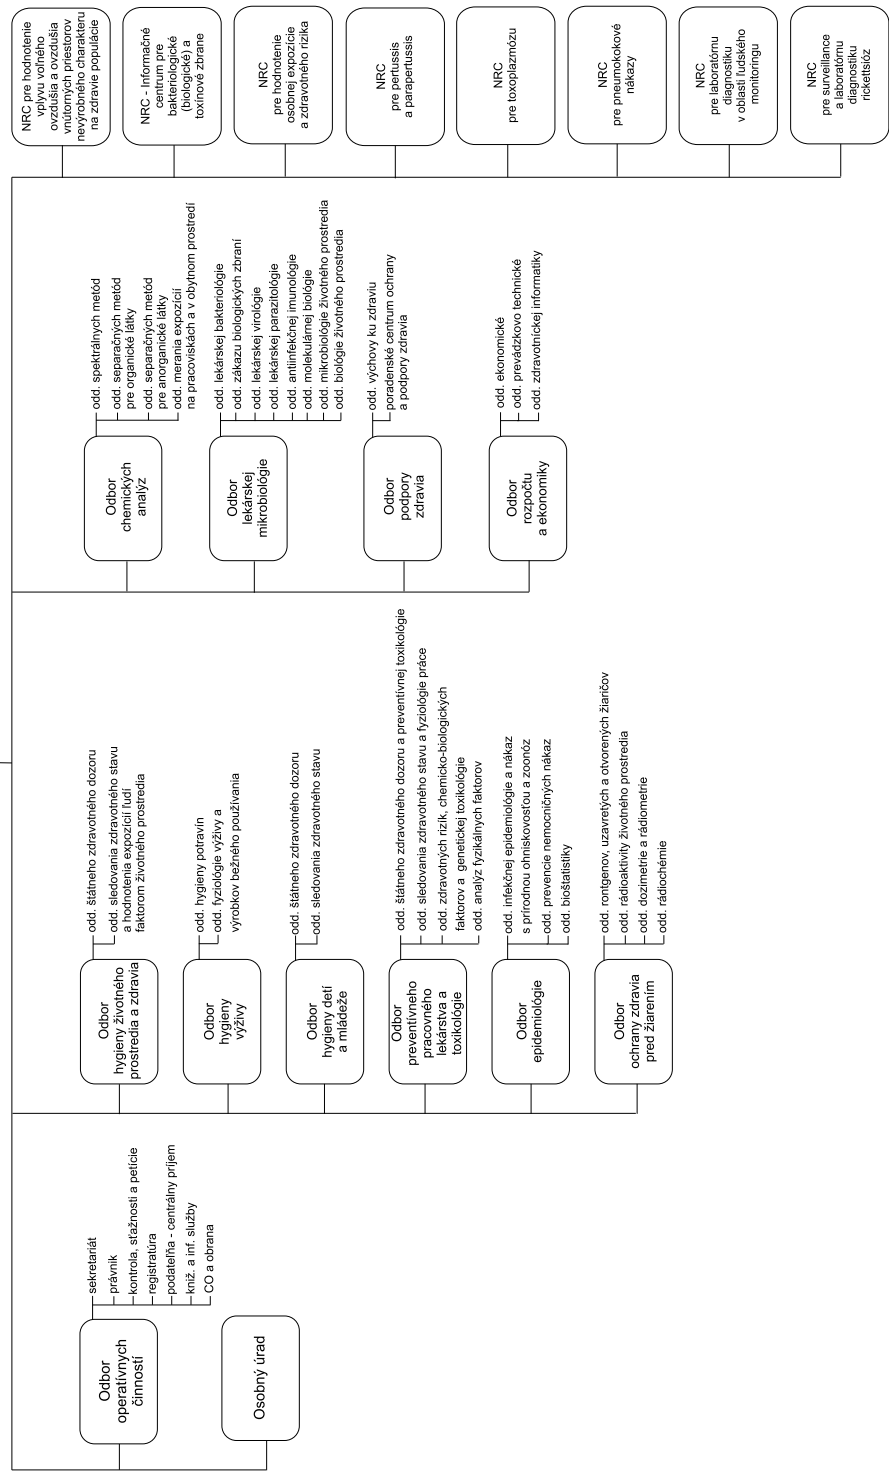 Odbor
operatívnych
činností
sekretariát
právnik
kontrola, sťažnosti a petície
registratúra
podateľňa - centrálny príjem
kniž. a inf. služby
CO a obrana
Osobný úrad
Odbor
hygieny životného
prostredia a zdravia
odd. štátneho zdravotného dozoru
odd. sledovania zdravotného stavu
a hodnotenia expozícií ľudí
faktorom životného prostredia
Odbor
hygieny
výživy
odd. hygieny potravín
odd. fyziológie výživy a
výrobkov bežného používania
Odbor
hygieny detí
a mládeže
odd. štátneho zdravotného dozoru
odd. sledovania zdravotného stavu
Odbor
preventívneho
pracovného
lekárstva a
toxikológie
odd. štátneho zdravotného dozoru a preventívnej toxikológie
odd. sledovania zdravotného stavu a fyziológie práce
odd. zdravotných rizík, chemicko-biologických
faktorov a genetickej toxikológie
odd. analýz fyzikálnych faktorov
Odbor
epidemiológie
odd. infekčnej epidemiológie a nákaz
s prírodnou ohniskovosťou a zoonóz
odd. prevencie nemocničných nákaz
odd. bioštatistiky
Odbor
ochrany zdravia
pred žiarením
odd. rontgenov, uzavretých a otvorených žiaričov
odd. rádioaktivity životného prostredia
odd. dozimetrie a rádiometrie
odd. rádiochémie
Odbor
chemických
analýz
odd. spektrálnych metód
odd. separačných metód
pre organické látky
odd. separačných metód
pre anorganické látky
odd. merania expozícií
na pracoviskách a v obytnom prostredí
Odbor
lekárskej
mikrobiológie
odd. lekárskej bakteriológie
odd. zákazu biologických zbraní
odd. lekárskej virológie
odd. lekárskej parazitológie
odd. antiinfekčnej imunológie
odd. molekulárnej biológie
odd. mikrobiológie životného prostredia
odd. biológie životného prostredia
Odbor
podpory
zdravia
odd. výchovy ku zdraviu
poradenské centrum ochrany
a podpory zdravia
Odbor
rozpočtu
a ekonomiky
odd. ekonomické
odd. prevádzkovo technické
odd. zdravotníckej informatiky
NRC pre hodnotenie
vplyvu voľného
ovzdušia a ovzdušia
vnútorných priestorov
nevýrobného charakteru
na zdravie populácie
NRC - Informačné
centrum pre
bakteriologické
(biologické) a
toxínové zbrane
NRC
pre hodnotenie
osobnej expozície
a zdravotného rizika
NRC
pre pertussis
a parapertussis
NRC
pre toxoplazmózu
NRC
pre pneumokokové
nákazy
NRC
pre laboratórnu
diagnostiku
v oblasti ľudského
monitoringu
NRC
pre surveillance
a laboratórnu
diagnostiku
rickettsióz